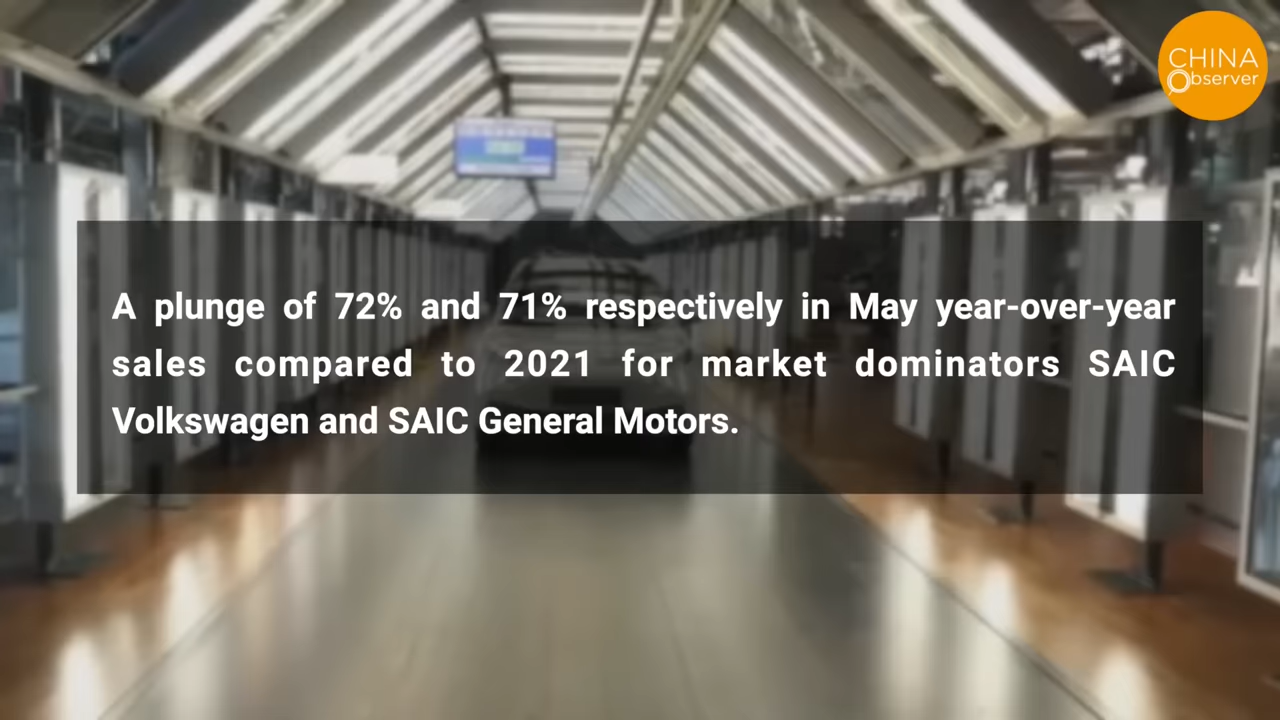 CHINA
Observer
A plunge of 72% and 71% respectively in May year-over-year
sales compared to 2021 for market dominators SAIC
Volkswagen and SAIC General Motors.